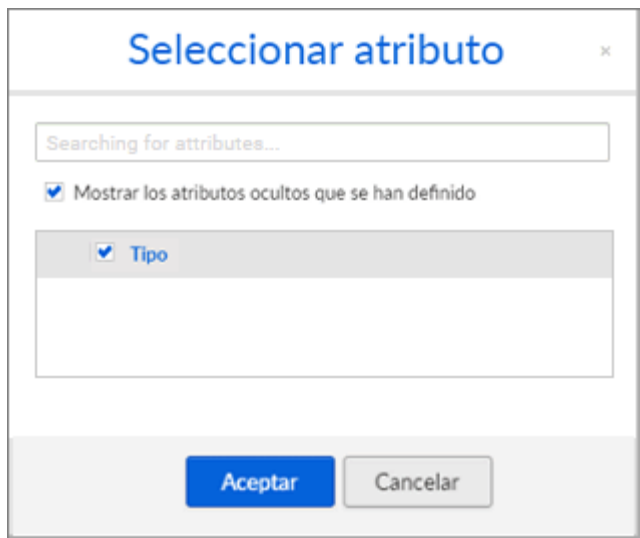 Seleccionar atributo ×
Searching for attributes...
Mostrar los atributos ocultos que se han definido
Tipo
Aceptar Cancelar